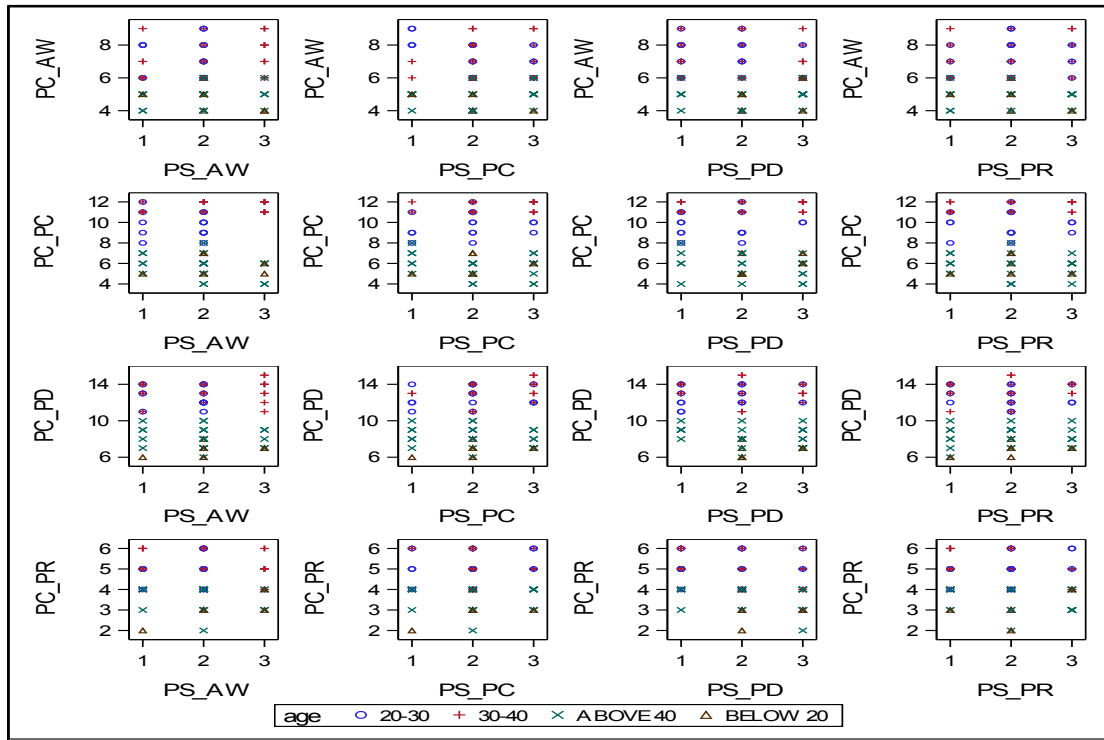 PC_AW 8 6 4 1 2 3 PS_AW
PC_AW 8 6 4 1 2 3 PS_PC
PC_AW 8 6 4 1 2 3 PS_PD
PC_AW 8 6 4 1 2 3 PS_PR
PC_PC 12 10 8 6 4 1 2 3 PS_AW
PC_PC 12 10 8 6 4 1 2 3 PS_PC
PC_PC 12 10 8 6 4 1 2 3 PS_PD
PC_PC 12 10 8 6 4 1 2 3 PS_PR
PC_PD 14 10 6 1 2 3 PS_AW
PC_PD 14 10 6 1 2 3 PS_PC
PC_PD 14 10 6 1 2 3 PS_PD
PC_PD 14 10 6 1 2 3 PS_PR
PC_PR 6 5 4 3 2 1 2 3 PS_AW
PC_PR 6 5 4 3 2 1 2 3 PS_PC
PC_PR 6 5 4 3 2 1 2 3 PS_PD
PC_PR 6 5 4 3 2 1 2 3 PS_PR
age 20-30 30-40 ABOVE 40 BELOW 20